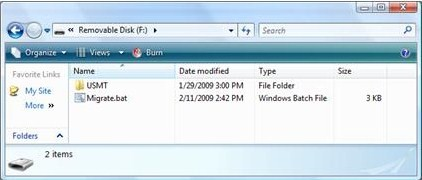 « Removable Disk (F:) ▸
Search
Organize ▾ Views ▾ Burn
Favorite Links
My Site
More »
Folders
Name Date modified Type Size
USMT 1/29/2009 3:00 PM File Folder
Migrate.bat 2/11/2009 2:42 PM Windows Batch File 3 KB
2 items